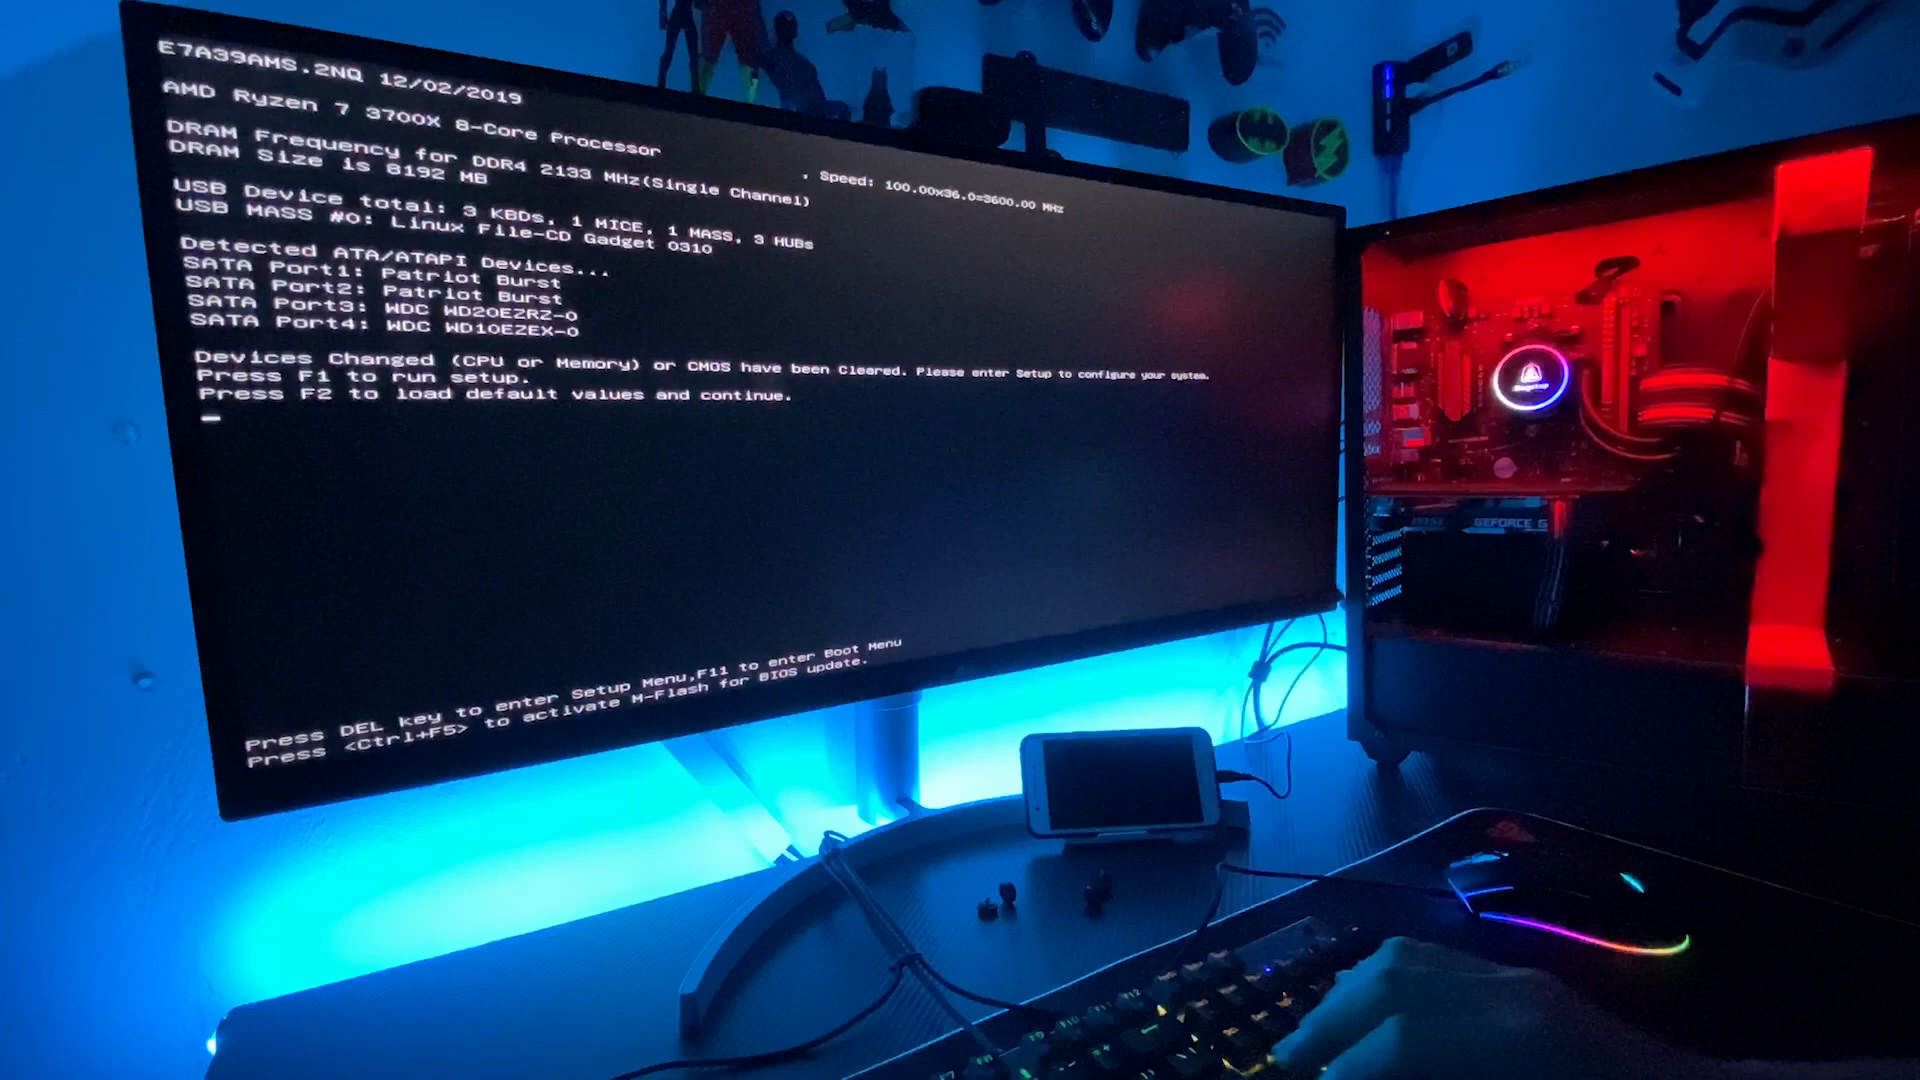 E7A39AMS.2NQ 12/02/2019
AMD Ryzen 7 3700X 8-Core Processor
, Speed: 100.00x36.0=3600.00 MHz
DRAM Frequency for DDR4 2133 MHz(Single Channel)
DRAM Size is 8192 MB
USB Device total: 3 KBDs, 1 MICE, 1 MASS, 3 HUBs
USB MASS #0: Linux File-CD Gadget 0310
Detected ATA/ATAPI Devices...
SATA Port1: Patriot Burst
SATA Port2: Patriot Burst
SATA Port3: WDC WD20EZRZ-0
SATA Port4: WDC WD10EZEX-0
Devices Changed (CPU or Memory) or CMOS have been Cleared. Please enter Setup to configure your system.
Press F1 to run setup.
Press F2 to load default values and continue.
Press DEL key to enter Setup Menu,F11 to enter Boot Menu
Press <Ctrl+F5> to activate M-Flash for BIOS update.
msi
GEFORCE G